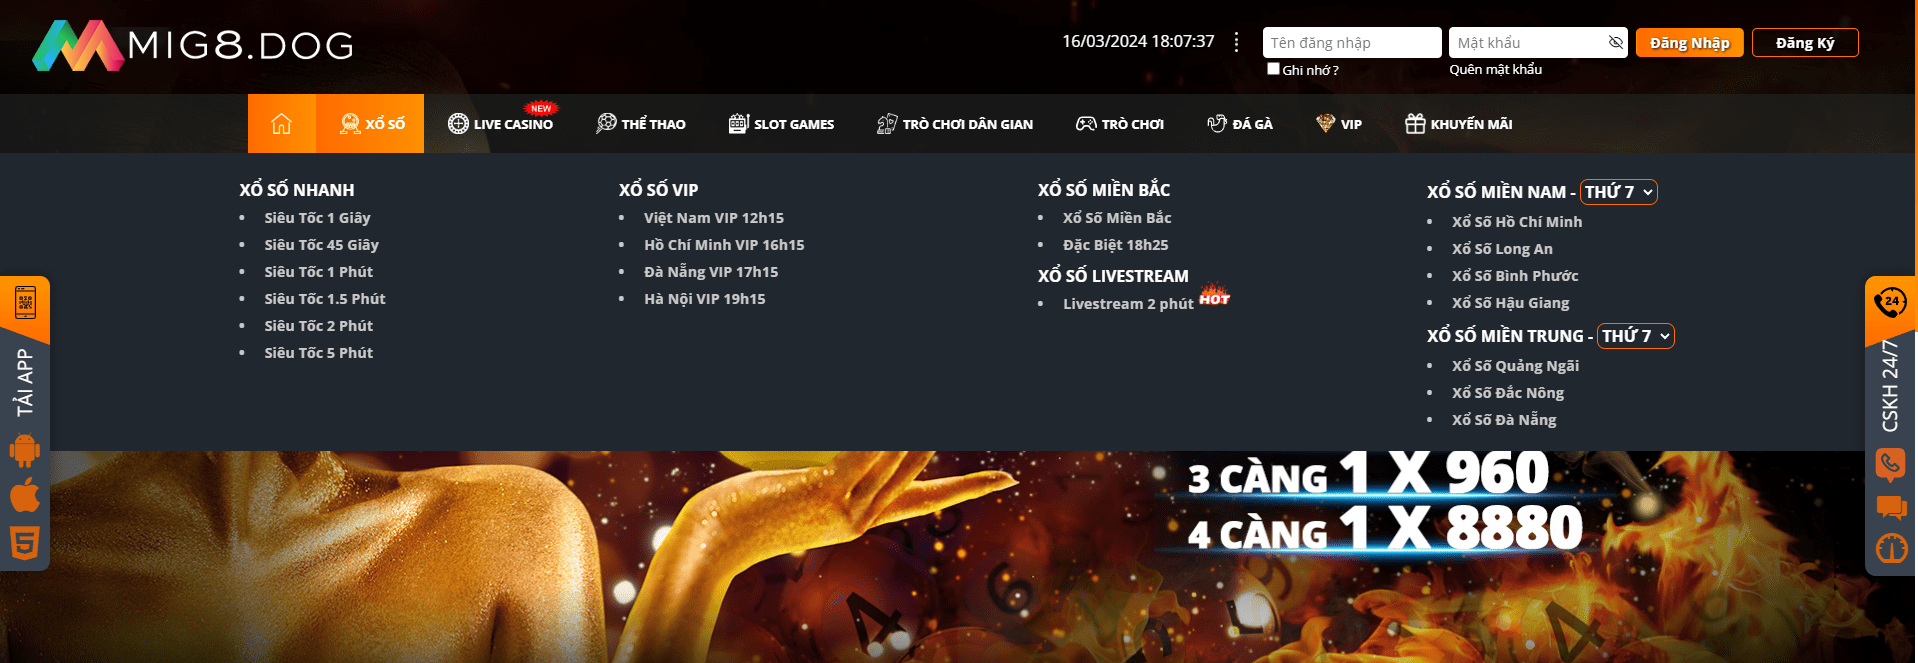 MIG8.DOG
16/03/2024 18:07:37
Tên đăng nhập
Mật khẩu
Đăng Nhập
Đăng Ký
Ghi nhớ ?
Quên mật khẩu
XỔ SỐ
LIVE CASINO
NEW
THỂ THAO
SLOT GAMES
TRÒ CHƠI DÂN GIAN
TRÒ CHƠI
ĐÁ GÀ
VIP
KHUYẾN MÃI
XỔ SỐ NHANH
Siêu Tốc 1 Giây
Siêu Tốc 45 Giây
Siêu Tốc 1 Phút
Siêu Tốc 1.5 Phút
Siêu Tốc 2 Phút
Siêu Tốc 5 Phút
XỔ SỐ VIP
Việt Nam VIP 12h15
Hồ Chí Minh VIP 16h15
Đà Nẵng VIP 17h15
Hà Nội VIP 19h15
XỔ SỐ MIỀN BẮC
Xổ Số Miền Bắc
Đặc Biệt 18h25
XỔ SỐ LIVESTREAM
Livestream 2 phút HOT
XỔ SỐ MIỀN NAM - THỨ 7
Xổ Số Hồ Chí Minh
Xổ Số Long An
Xổ Số Bình Phước
Xổ Số Hậu Giang
XỔ SỐ MIỀN TRUNG - THỨ 7
Xổ Số Quảng Ngãi
Xổ Số Đắc Nông
Xổ Số Đà Nẵng
TẢI APP
5
24
CSKH 24/7
3 CÀNG 1 X 960
4 CÀNG 1 X 8880